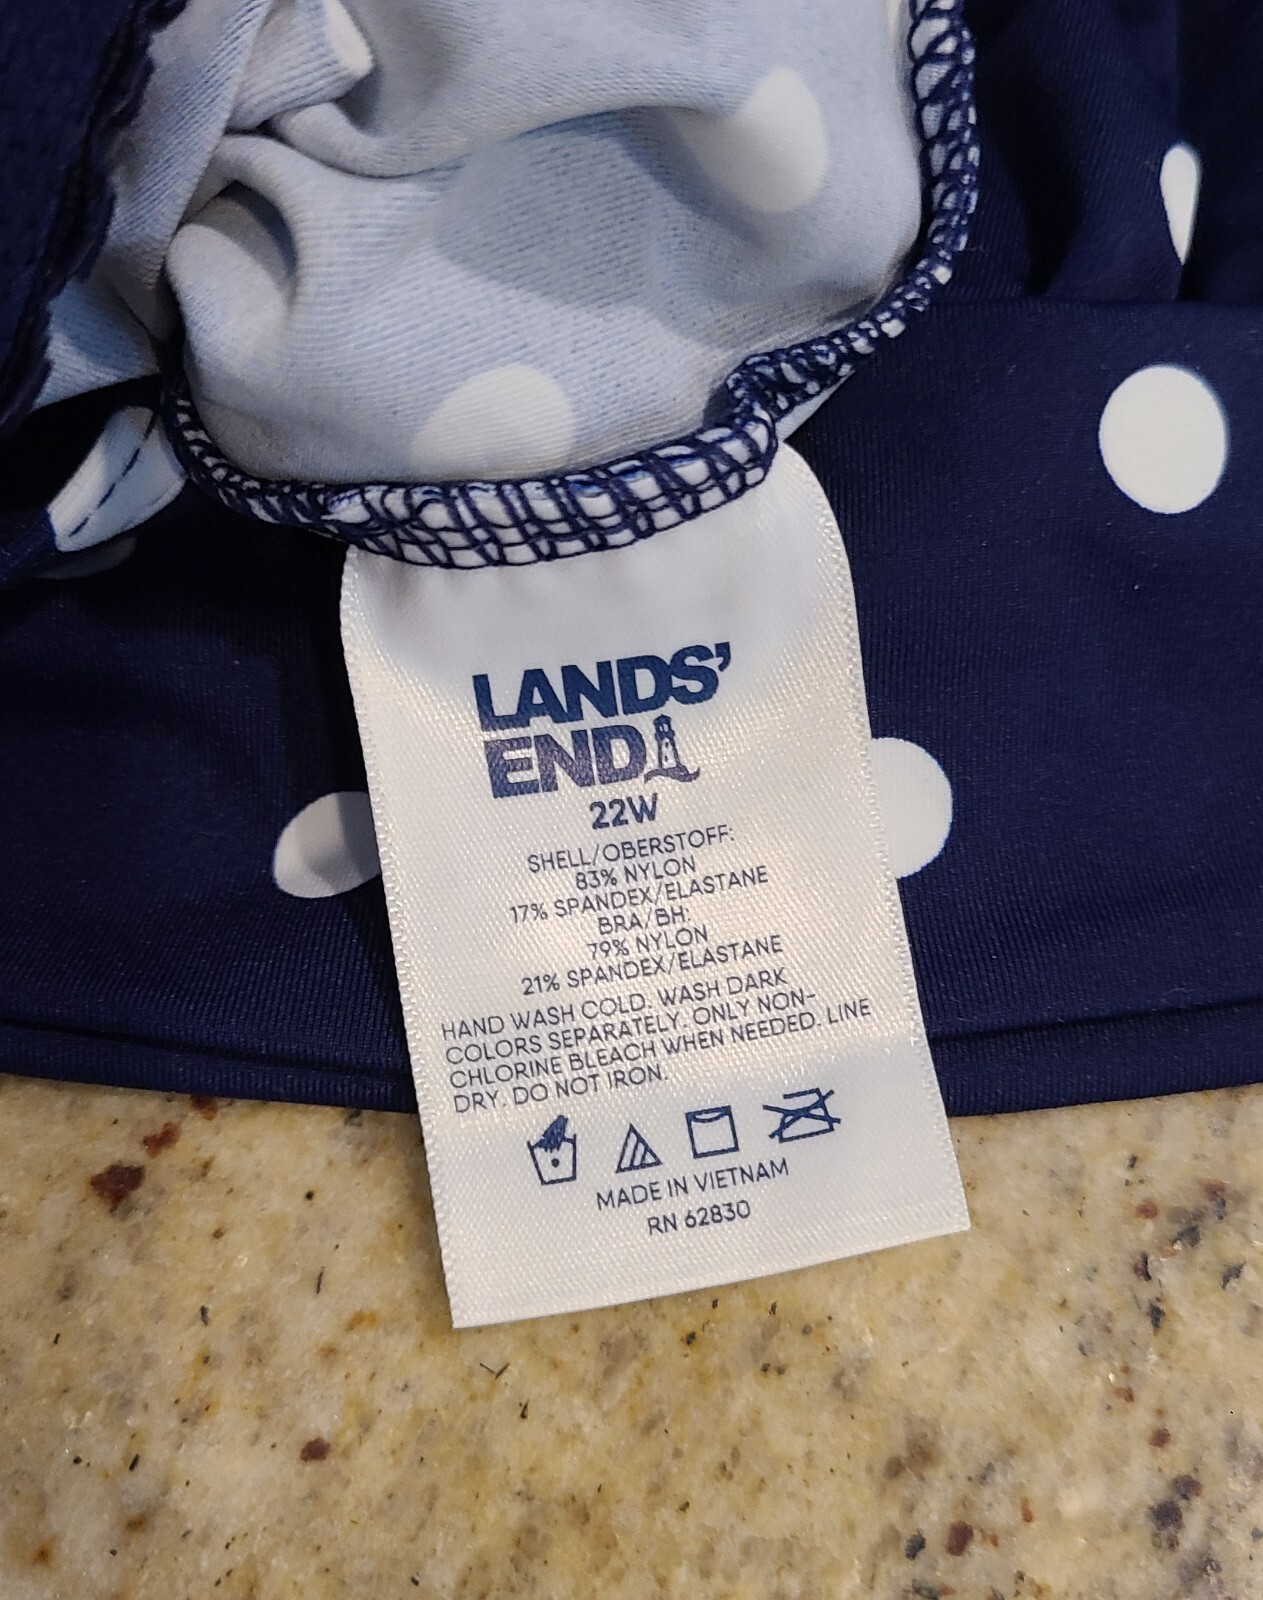 LANDS'
END
22W
SHELL/OBERSTOFF:
83% NYLON
17% SPANDEX/ELASTANE
BRA/BH:
79% NYLON
21% SPANDEX/ELASTANE
HAND WASH COLD. WASH DARK
COLORS SEPARATELY. ONLY NON-
CHLORINE BLEACH WHEN NEEDED. LINE
DRY. DO NOT IRON.
MADE IN VIETNAM
RN 62830